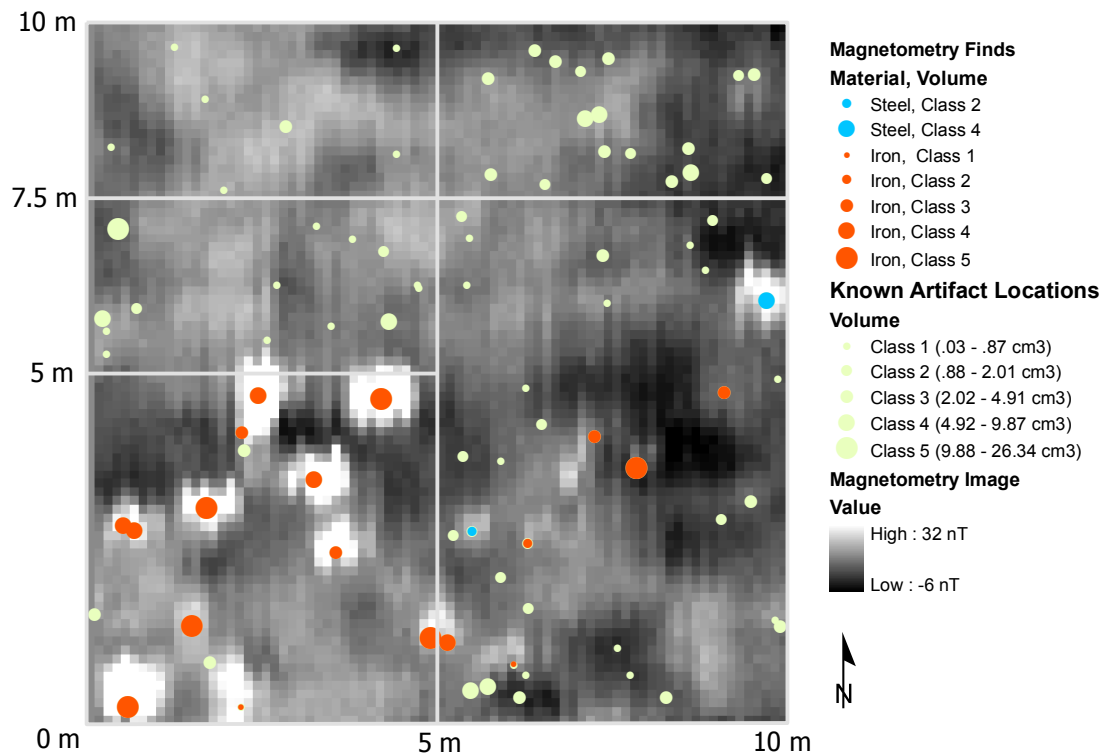 10 m
7.5 m
5 m
0 m
5 m
10 m
Magnetometry Finds
Material, Volume
Steel, Class 2
Steel, Class 4
Iron, Class 1
Iron, Class 2
Iron, Class 3
Iron, Class 4
Iron, Class 5
Known Artifact Locations
Volume
Class 1 (.03 - .87 cm3)
Class 2 (.88 - 2.01 cm3)
Class 3 (2.02 - 4.91 cm3)
Class 4 (4.92 - 9.87 cm3)
Class 5 (9.88 - 26.34 cm3)
Magnetometry Image
Value
High : 32 nT
Low : -6 nT
N